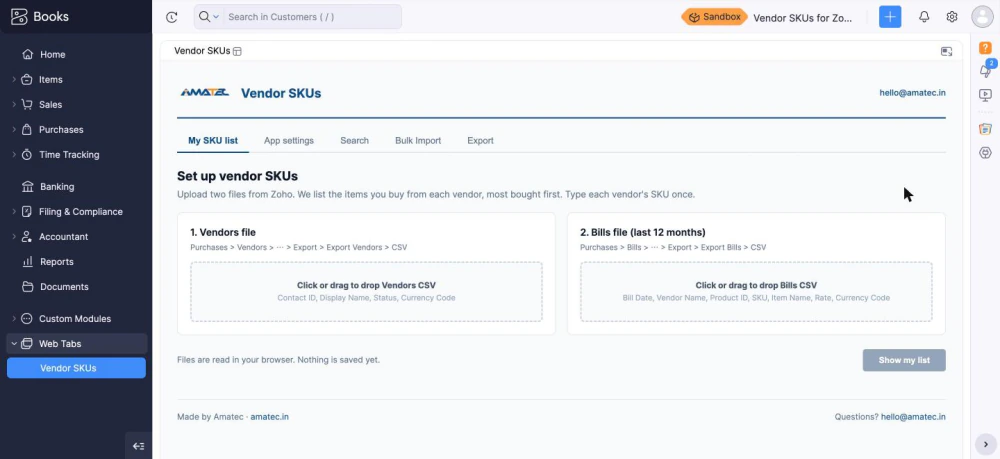 Books
Search in Customers ( / )
Sandbox
Vendor SKUs for Zo...
Home
Items
Sales
Purchases
Time Tracking
Banking
Filing & Compliance
Accountant
Reports
Documents
Custom Modules
Web Tabs
Vendor SKUs
Vendor SKUs
AMATEC
Vendor SKUs
hello@amatec.in
My SKU list
App settings
Search
Bulk Import
Export
Set up vendor SKUs
Upload two files from Zoho. We list the items you buy from each vendor, most bought first. Type each vendor's SKU once.
1. Vendors file
Purchases > Vendors > ··· > Export > Export Vendors > CSV
Click or drag to drop Vendors CSV
Contact ID, Display Name, Status, Currency Code
2. Bills file (last 12 months)
Purchases > Bills > ··· > Export > Export Bills > CSV
Click or drag to drop Bills CSV
Bill Date, Vendor Name, Product ID, SKU, Item Name, Rate, Currency Code
Files are read in your browser. Nothing is saved yet.
Show my list
Made by Amatec · amatec.in
Questions? hello@amatec.in
?
2